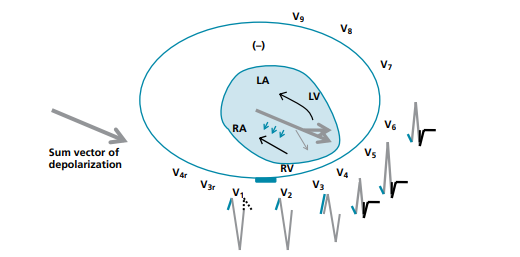 V9
V8
(–)
V7
LA
LV
V6
RA
Sum vector of
depolarization
V5
RV
V4r
V4
V3r
V1
V2
V3